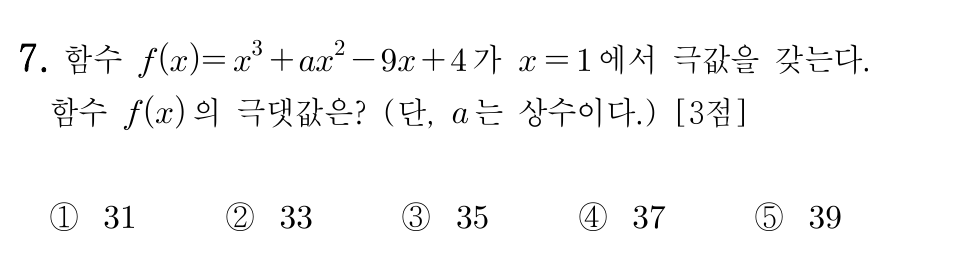 7. 함수 f(x)=x³+ax²-9x+4가 x=1에서 극값을 갖는다.
함수 f(x)의 극댓값은? (단, a는 상수이다.) [3점]
① 31 ② 33 ③ 35 ④ 37 ⑤ 39